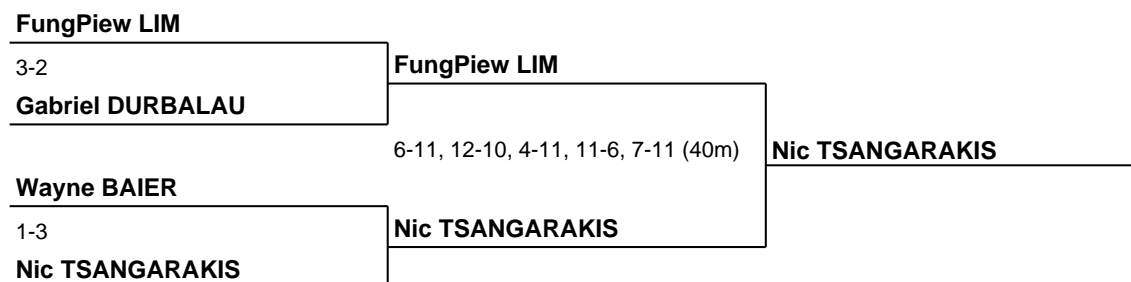 FungPiew LIM
3-2
FungPiew LIM
Gabriel DURBALAU
6-11, 12-10, 4-11, 11-6, 7-11 (40m)
Nic TSANGARAKIS
Wayne BAIER
1-3
Nic TSANGARAKIS
Nic TSANGARAKIS